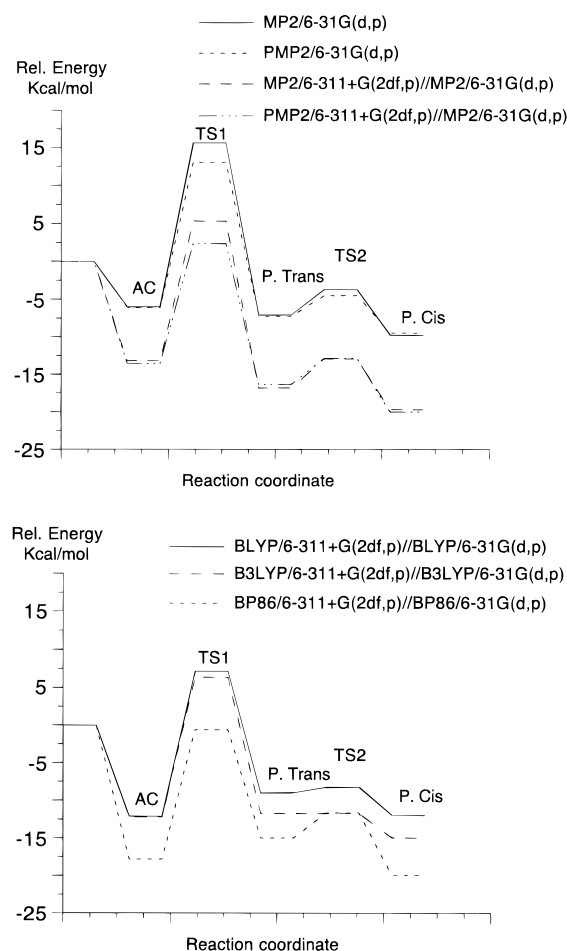 MP2/6-31G(d,p)
PMP2/6-31G(d,p)
MP2/6-311+G(2df,p)//MP2/6-31G(d,p)
PMP2/6-311+G(2df,p)//MP2/6-31G(d,p)
Rel. Energy
Kcal/mol
15
5
-5
-15
-25
AC
TS1
P. Trans
TS2
P. Cis
Reaction coordinate
Rel. Energy
Kcal/mol
BLYP/6-311+G(2df,p)//BLYP/6-31G(d,p)
B3LYP/6-311+G(2df,p)//B3LYP/6-31G(d,p)
BP86/6-311+G(2df,p)//BP86/6-31G(d,p)
15
5
-5
-15
-25
AC
TS1
P. Trans
TS2
P. Cis
Reaction coordinate